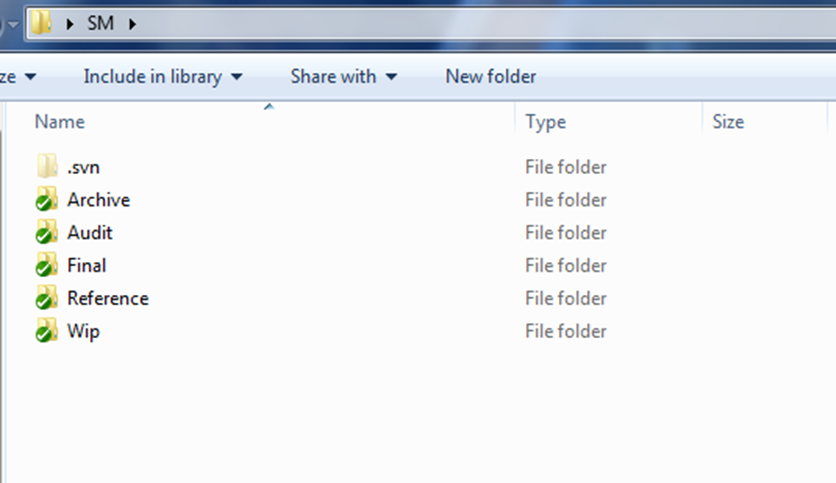 SM
ze Include in library Share with New folder
Name Type Size
.svn File folder
Archive File folder
Audit File folder
Final File folder
Reference File folder
Wip File folder